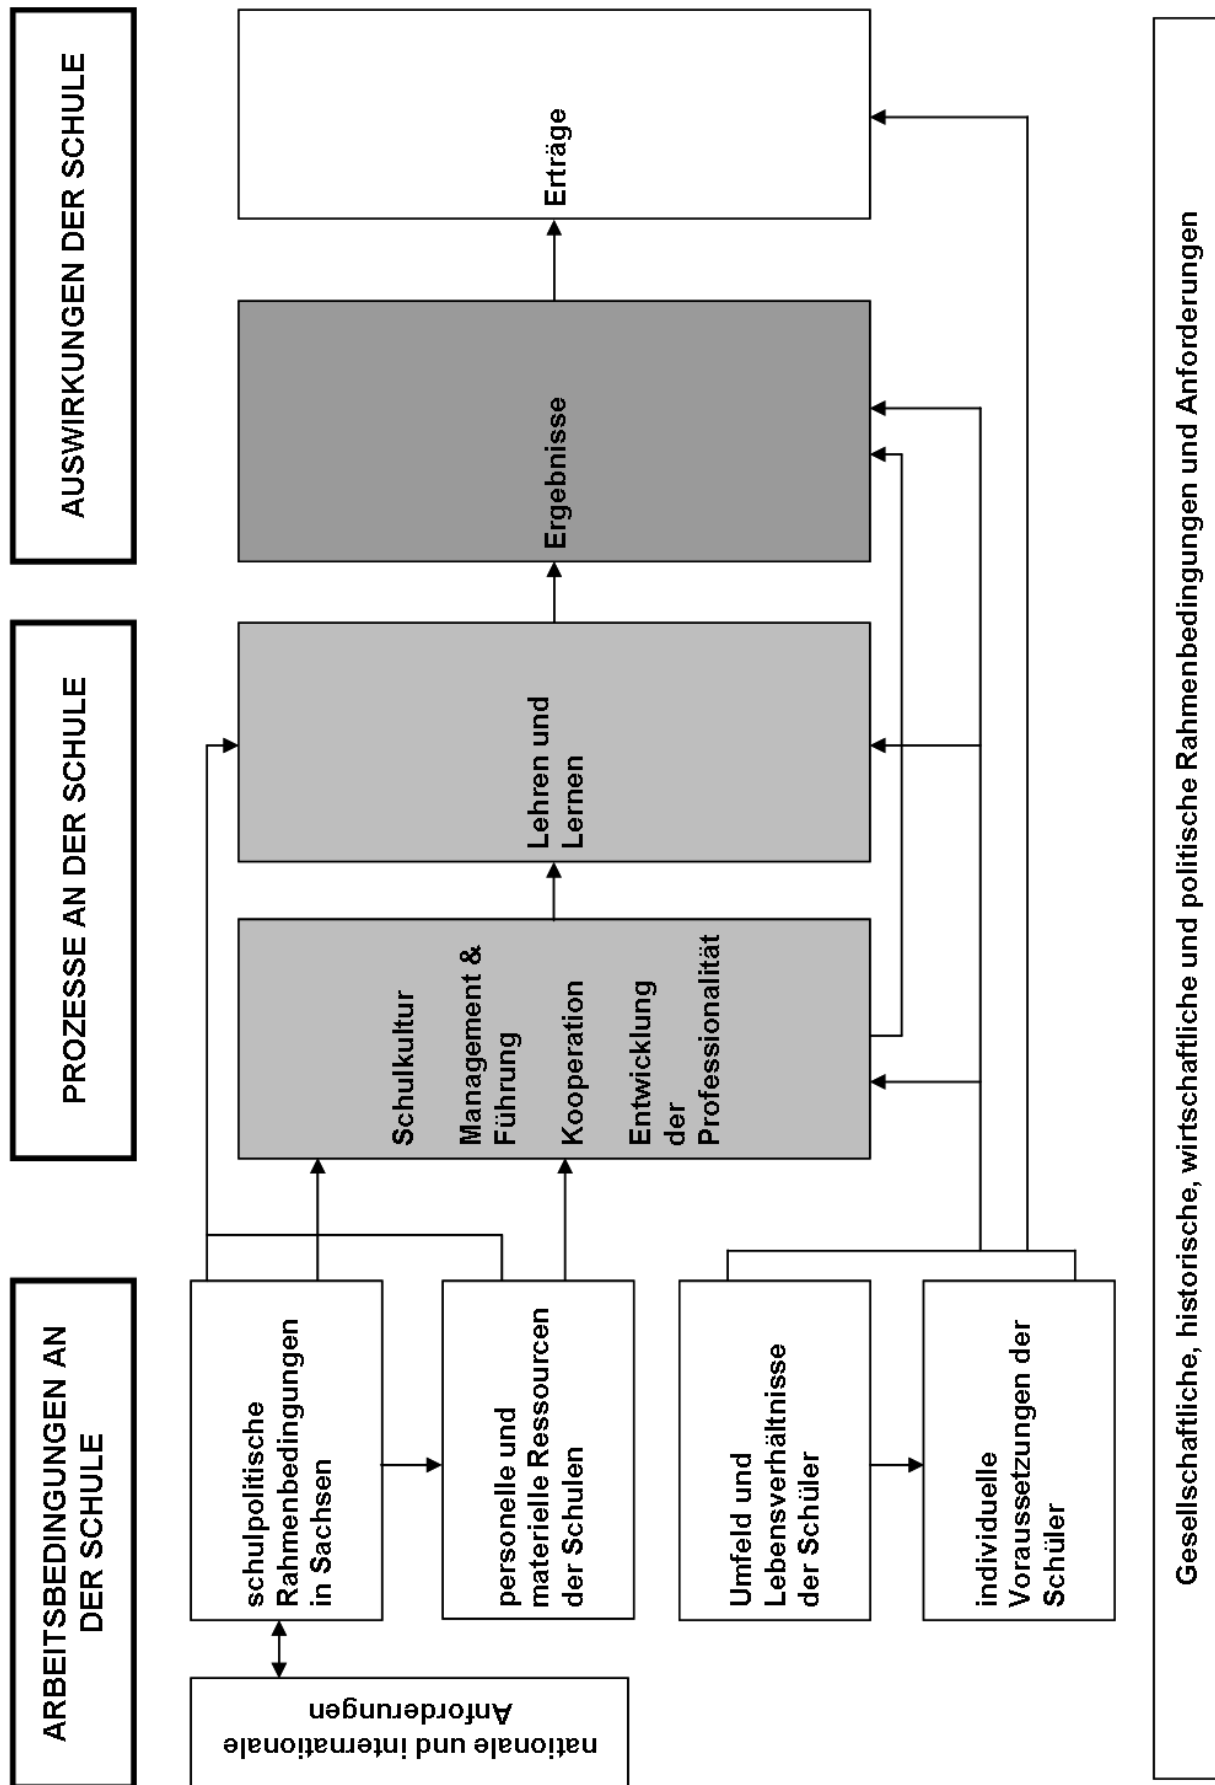 ARBEITSBEDINGUNGEN AN
DER SCHULE
PROZESSE AN DER SCHULE
AUSWIRKUNGEN DER SCHULE
nationale und internationale
Anforderungen
schulpolitische
Rahmenbedingungen
in Sachsen
personelle und
materielle Ressourcen
der Schulen
Umfeld und
Lebensverhältnisse
der Schüler
individuelle
Voraussetzungen der
Schüler
Schulkultur
Management &
Führung
Kooperation
Entwicklung
der
Professionalität
Lehren und
Lernen
Ergebnisse
Erträge
Gesellschaftliche, historische, wirtschaftliche und politische Rahmenbedingungen und Anforderungen